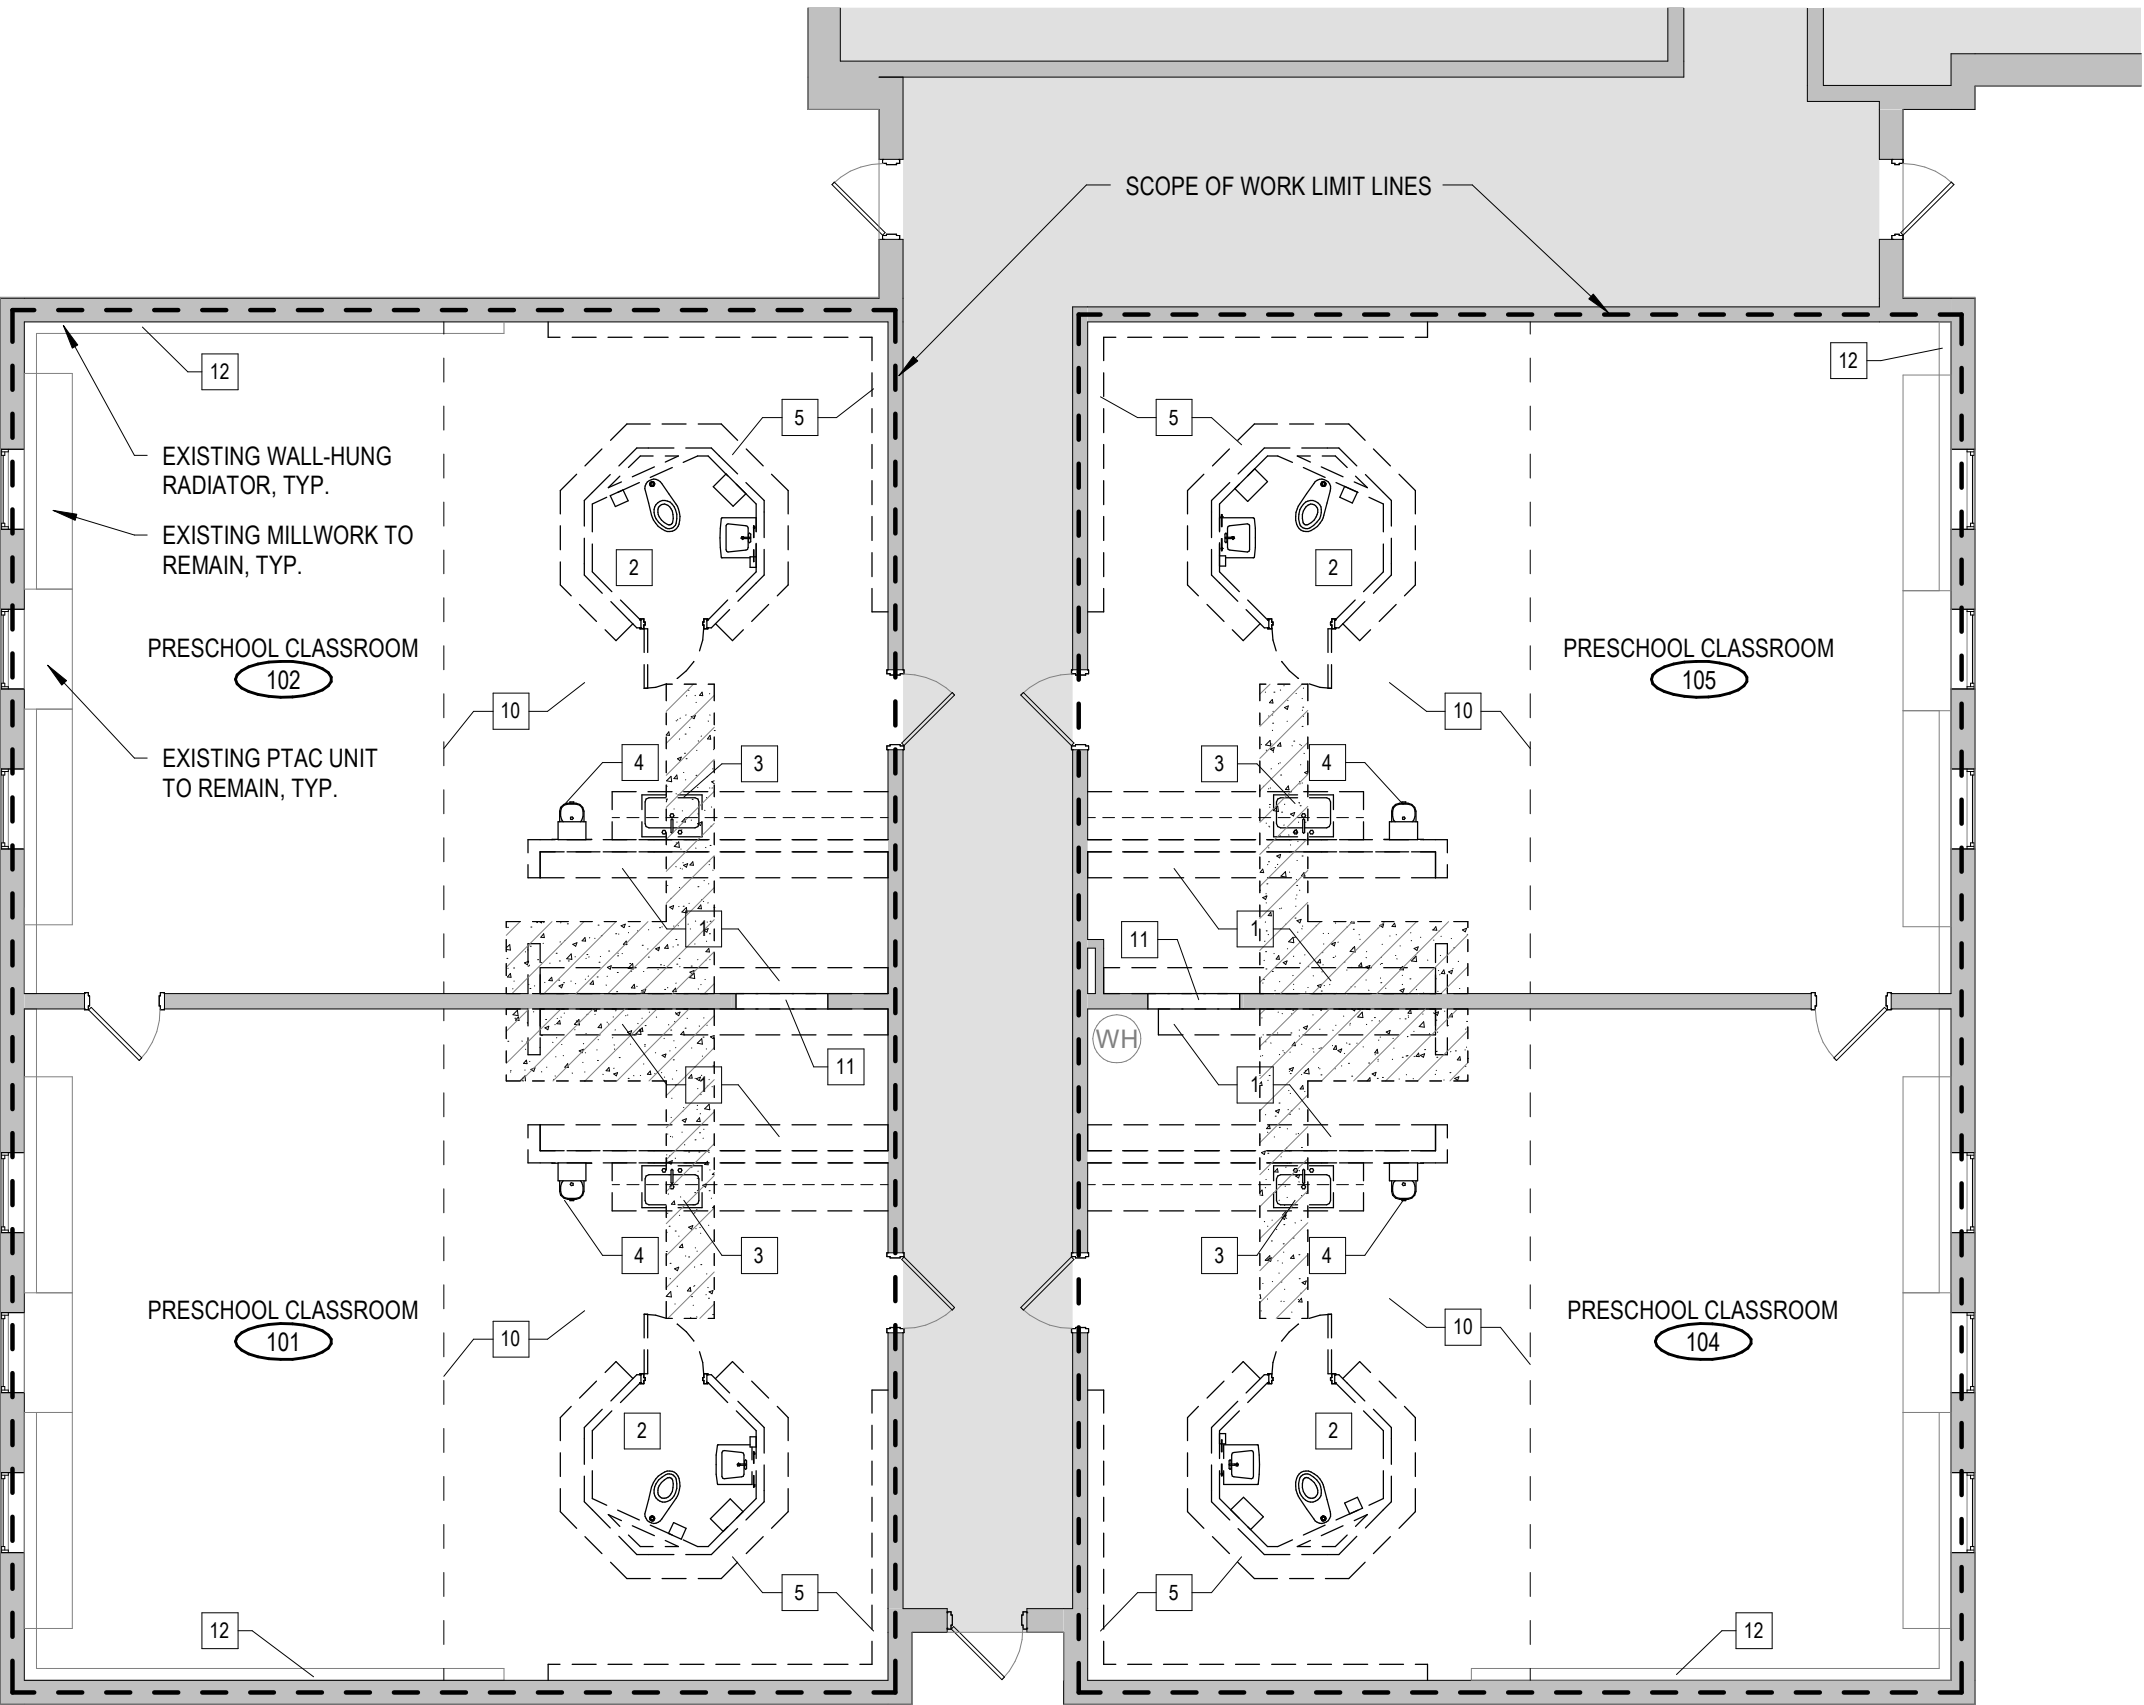 SCOPE OF WORK LIMIT LINES
12
12
5
5
EXISTING WALL-HUNG
RADIATOR, TYP.
EXISTING MILLWORK TO
REMAIN, TYP.
2
2
PRESCHOOL CLASSROOM
102
PRESCHOOL CLASSROOM
105
10
10
EXISTING PTAC UNIT
TO REMAIN, TYP.
4
3
3
4
1
1
11
WH
11
1
1
4
3
3
4
PRESCHOOL CLASSROOM
101
PRESCHOOL CLASSROOM
104
10
10
2
2
5
5
12
12